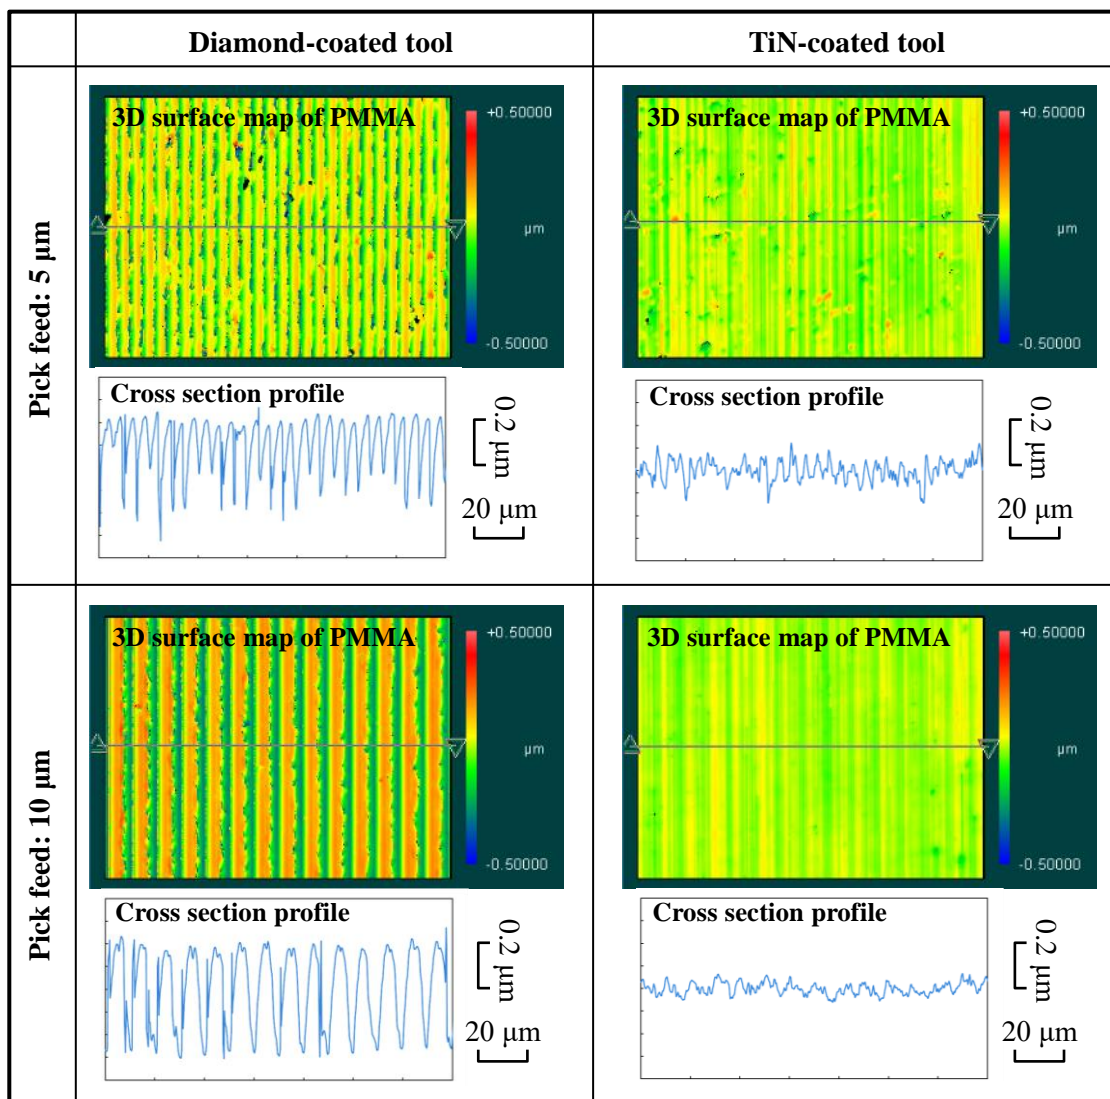 Diamond-coated tool
TiN-coated tool
Pick feed: 5 μm
3D surface map of PMMA
+0.50000
μm
-0.50000
Cross section profile
0.2 μm
20 μm
3D surface map of PMMA
+0.50000
μm
-0.50000
Cross section profile
0.2 μm
20 μm
Pick feed: 10 μm
3D surface map of PMMA
+0.50000
μm
-0.50000
Cross section profile
0.2 μm
20 μm
3D surface map of PMMA
+0.50000
μm
-0.50000
Cross section profile
0.2 μm
20 μm